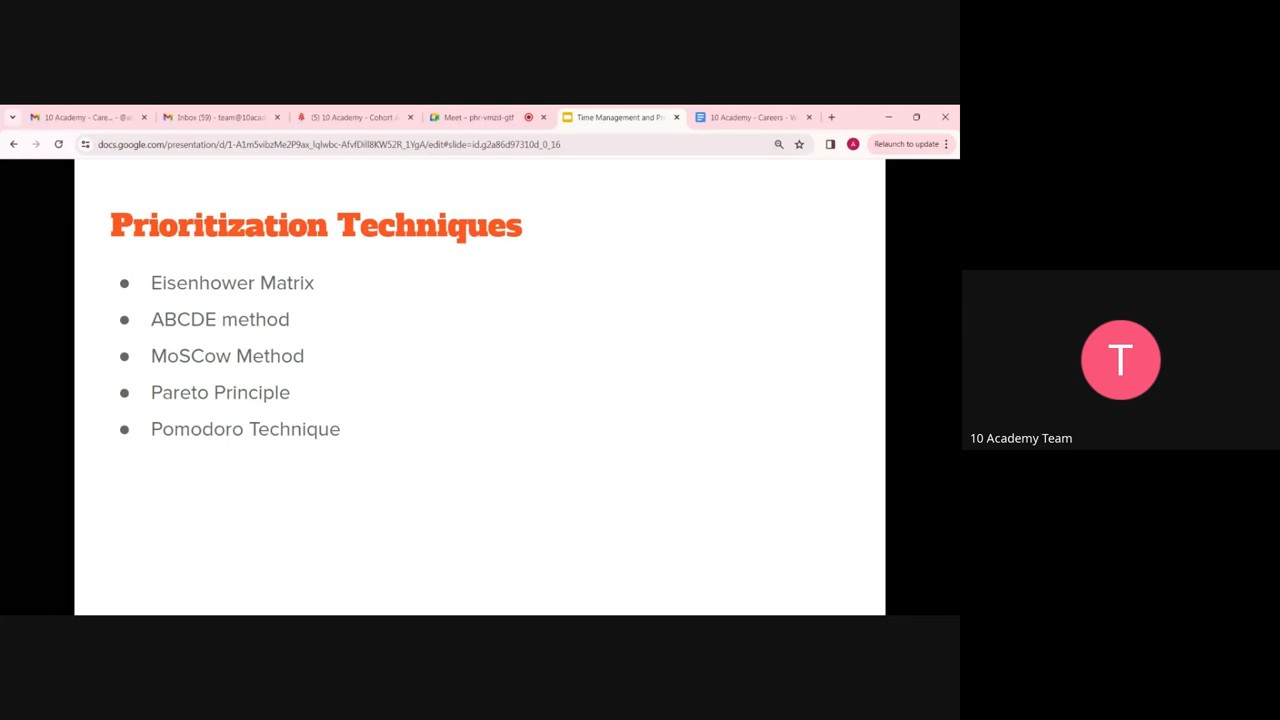 10 Academy - Care... - @al
Inbox (59) - team@10acad
(5) 10 Academy - Cohort A
Meet – phr-vmzd-gtf
Time Management and Pri
10 Academy - Careers - W
docs.google.com/presentation/d/1-A1m5vibzMe2P9ax_lqlwbc-AfvfDill8KW52R_1YgA/edit#slide=id.g2a86d97310d_0_16
A
Relaunch to update
Prioritization Techniques
● Eisenhower Matrix
● ABCDE method
● MoSCow Method
● Pareto Principle
● Pomodoro Technique
T
10 Academy Team